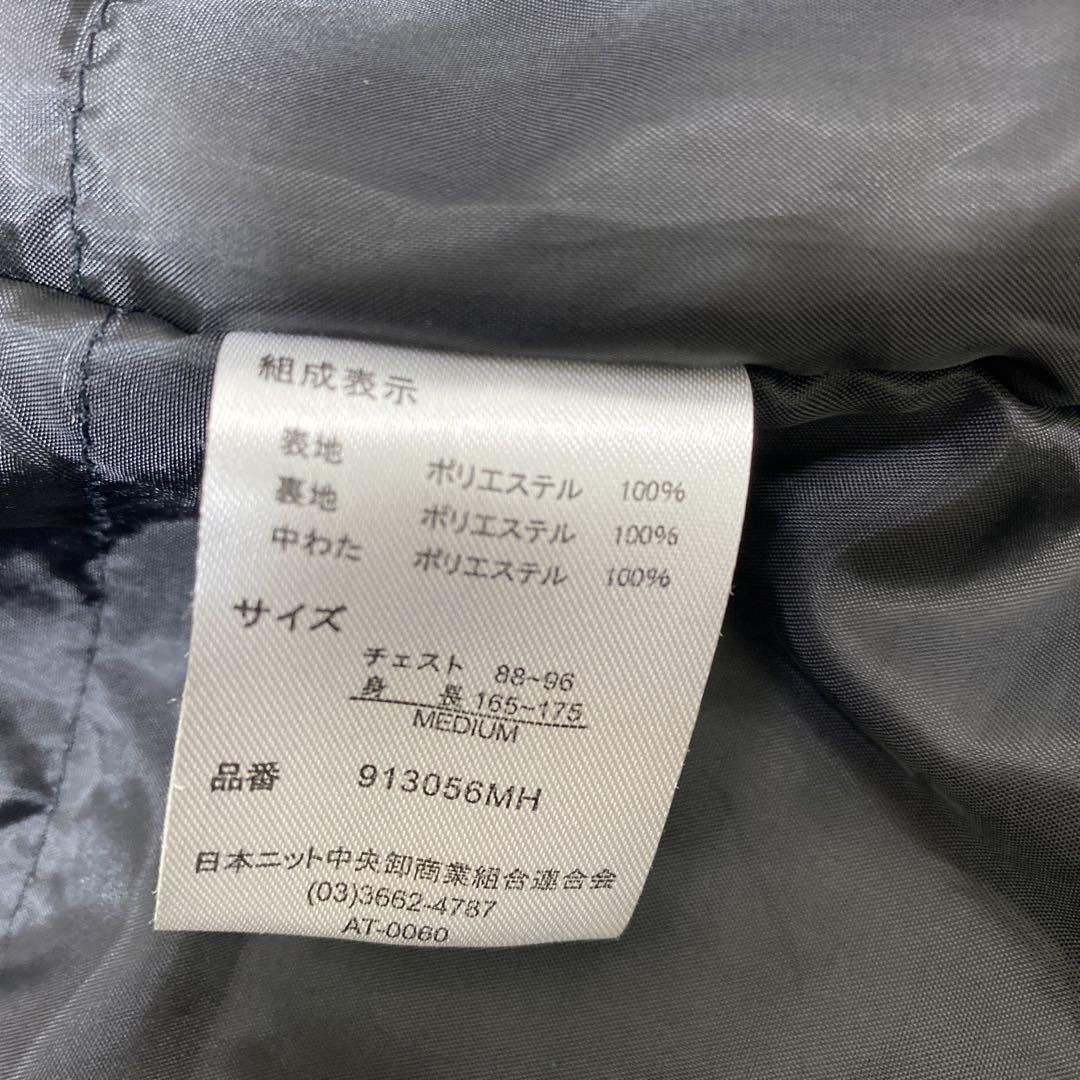 組成表示
表地 ポリエステル 100%
裏地 ポリエステル 100%
中わた ポリエステル 100%
サイズ
チェスト 88~96
身 長 165~175
MEDIUM
品番 913056MH
日本ニット中央卸商業組合連合会
(03)3662-4787
AT-0060